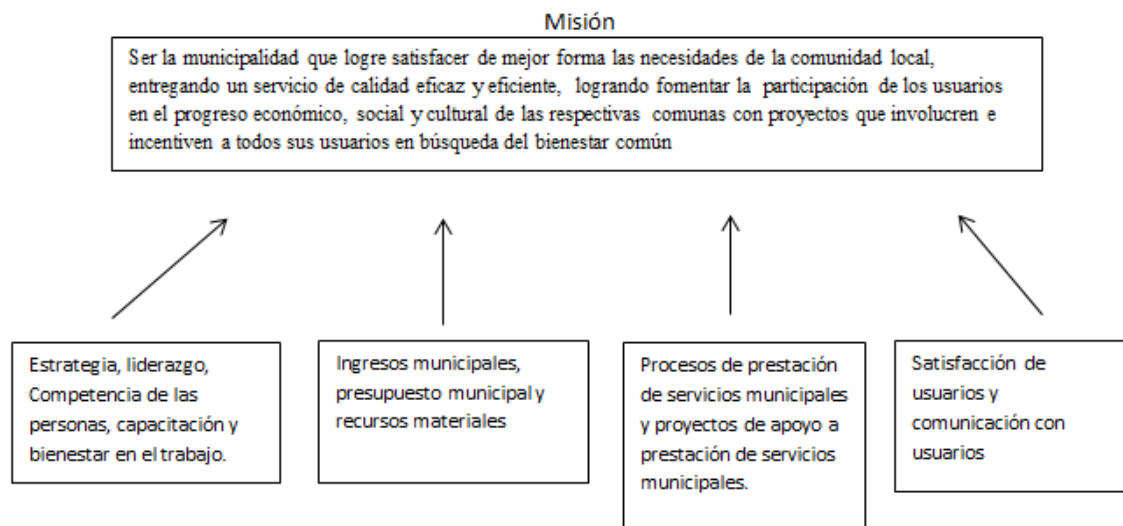 Misión
Ser la municipalidad que logre satisfacer de mejor forma las necesidades de la comunidad local,
entregando un servicio de calidad eficaz y eficiente, logrando fomentar la participación de los usuarios
en el progreso económico, social y cultural de las respectivas comunas con proyectos que involucren e
incentiven a todos sus usuarios en búsqueda del bienestar común
Estrategia, liderazgo,
Competencia de las
personas, capacitación y
bienestar en el trabajo.
Ingresos municipales,
presupuesto municipal y
recursos materiales
Procesos de prestación
de servicios municipales
y proyectos de apoyo a
prestación de servicios
municipales.
Satisfacción de
usuarios y
comunicación con
usuarios